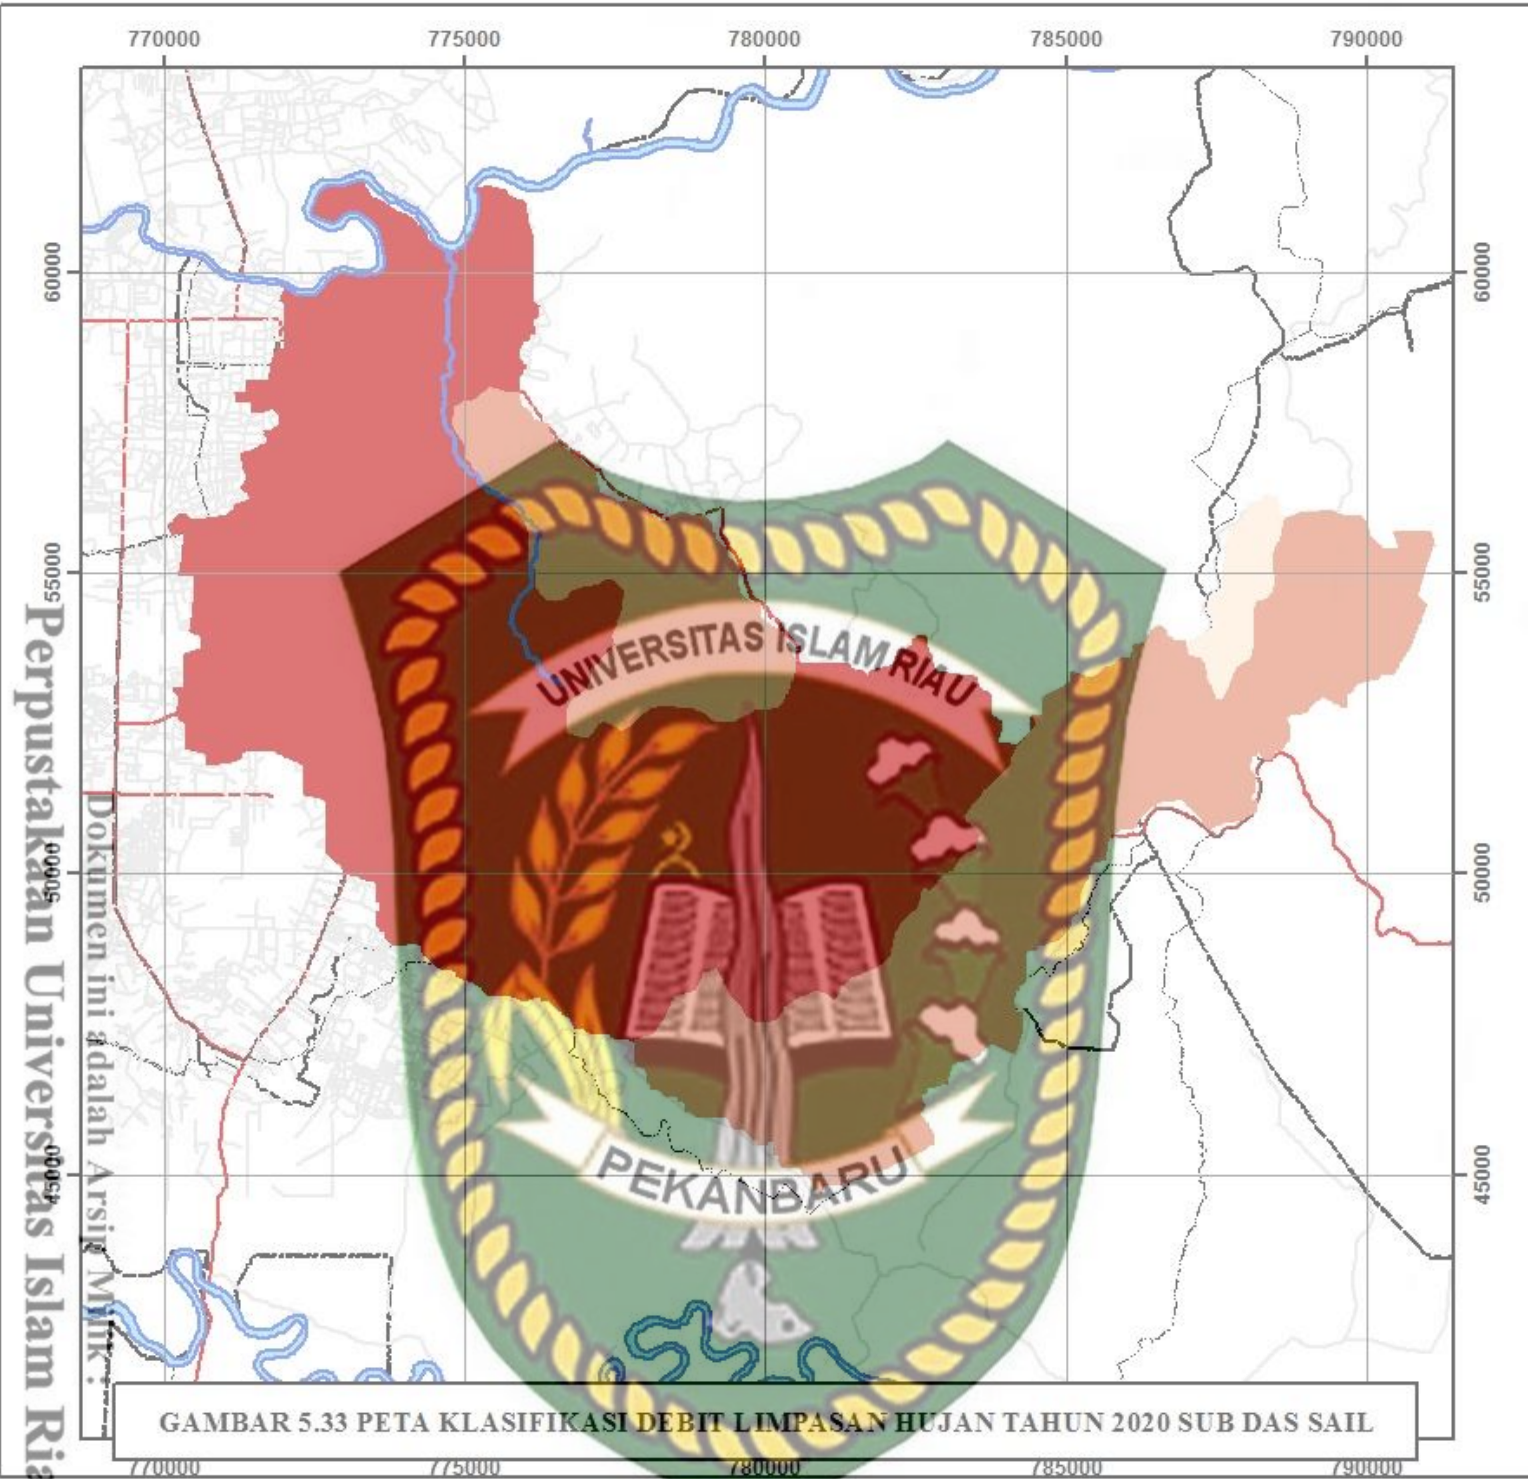 770000 775000 780000 785000 790000
60000
60000
55000
55000
50000
50000
45000
45000
UNIVERSITAS ISLAM RIAU
PEKANBARU
Perpustakaan Universitas Islam Ria
Dokumen ini adalah Arsip Milik :
GAMBAR 5.33 PETA KLASIFIKASI DEBIT LIMPASAN HUJAN TAHUN 2020 SUB DAS SAIL
770000 775000 780000 785000 790000